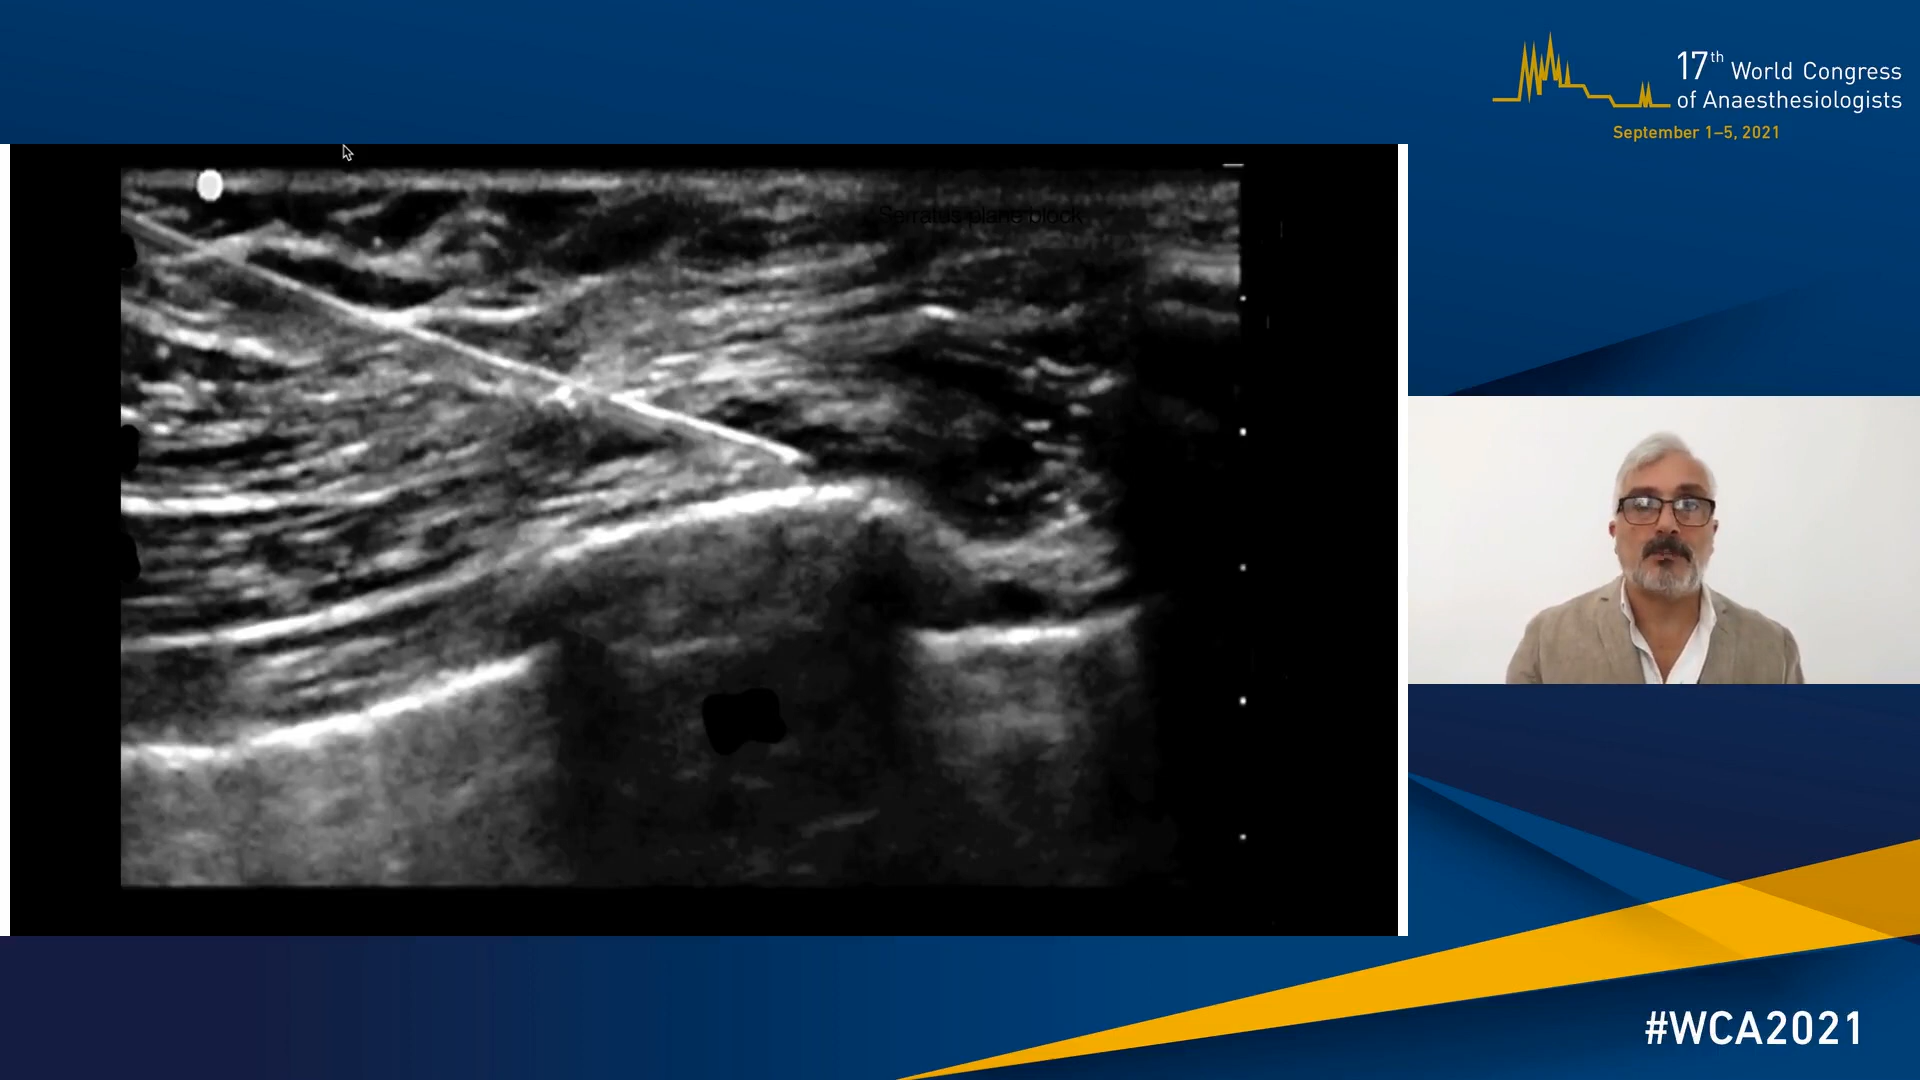 17th World Congress
of Anaesthesiologists
September 1–5, 2021
Serratus plane block
#WCA2021